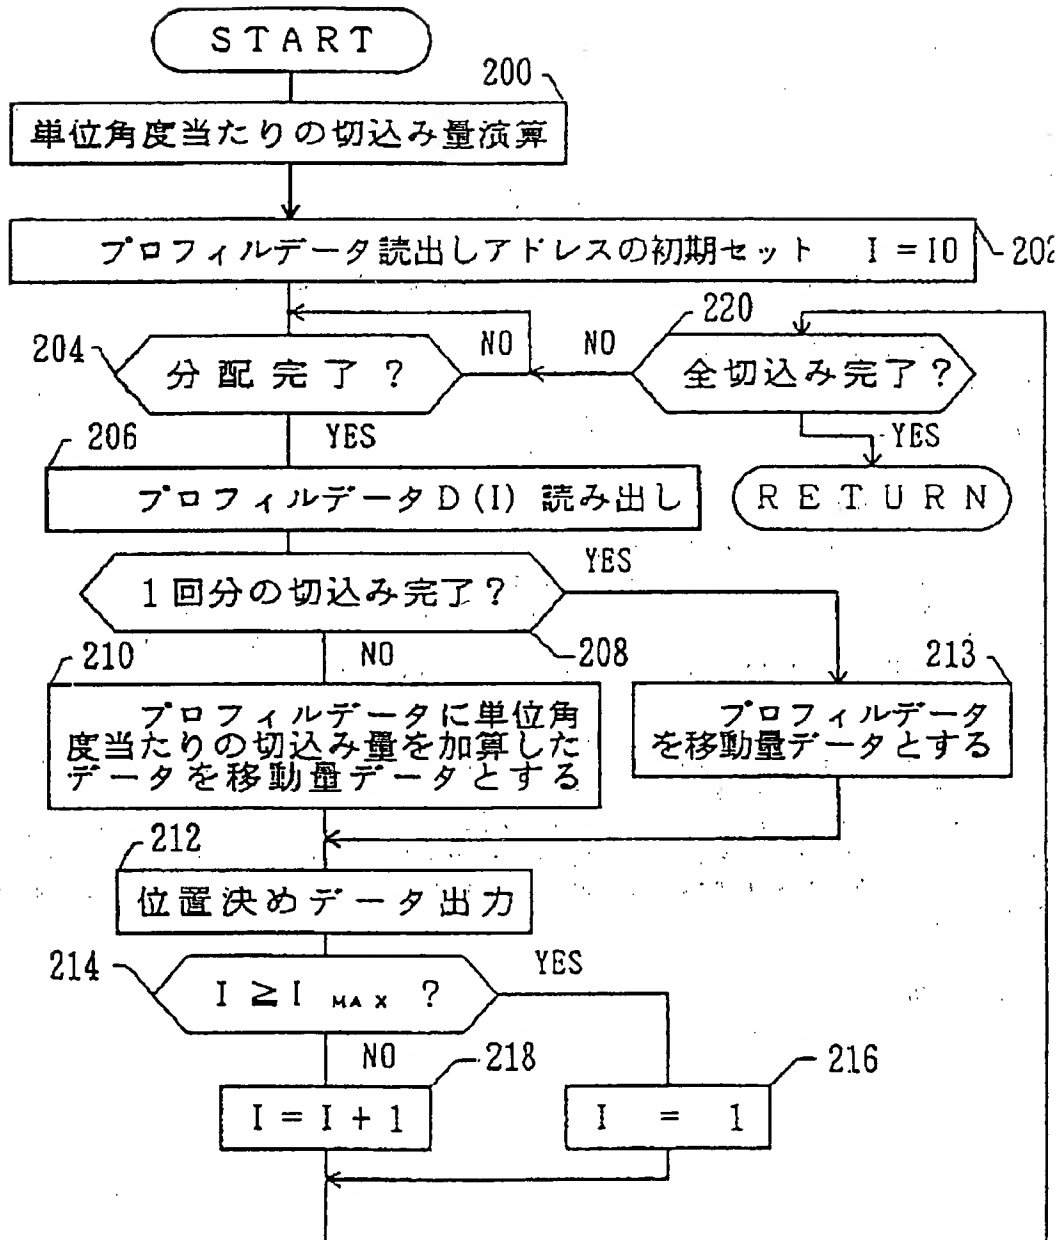 START
200
単位角度当たりの切込み量演算
プロフィルデータ読出しアドレスの初期セット I=I0
202
204
分配完了?
NO
NO
220
全切込み完了?
YES
RETURN
206
YES
プロフィルデータD(I)読み出し
1回分の切込み完了?
YES
208
210
NO
プロフィルデータに単位角
度当たりの切込み量を加算した
データを移動量データとする
213
プロフィルデータ
を移動量データとする
212
位置決めデータ出力
214
I≧I MAX ?
YES
NO
218
I=I+1
216
I = 1